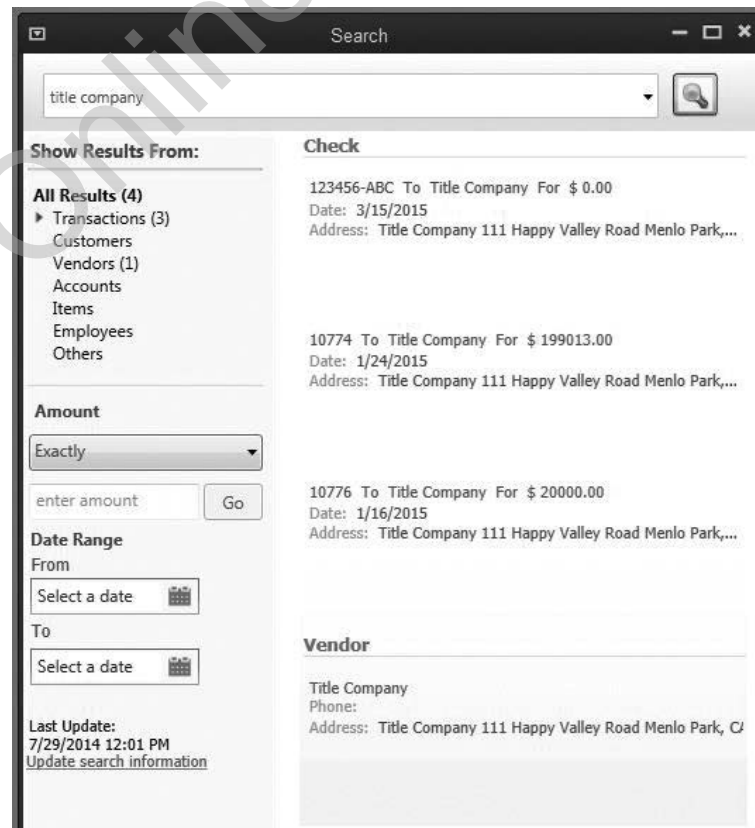 Online
Search
title company
Show Results From:
All Results (4)
Transactions (3)
Customers
Vendors (1)
Accounts
Items
Employees
Others
Amount
Exactly
enter amount
Go
Date Range
From
Select a date
To
Select a date
Last Update:
7/29/2014 12:01 PM
Update search information
Check
123456-ABC To Title Company For $ 0.00
Date: 3/15/2015
Address: Title Company 111 Happy Valley Road Menlo Park,...
10774 To Title Company For $ 199013.00
Date: 1/24/2015
Address: Title Company 111 Happy Valley Road Menlo Park,...
10776 To Title Company For $ 20000.00
Date: 1/16/2015
Address: Title Company 111 Happy Valley Road Menlo Park,...
Vendor
Title Company
Phone:
Address: Title Company 111 Happy Valley Road Menlo Park, CA